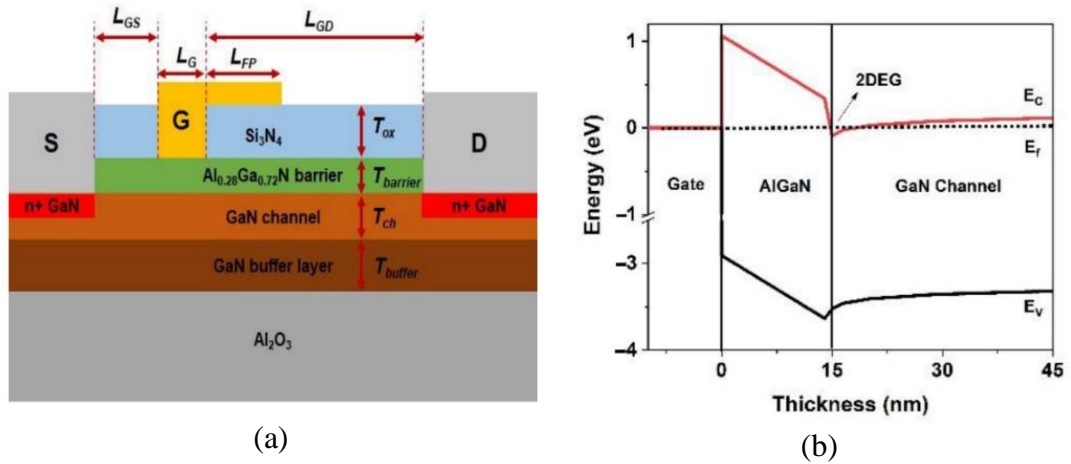 L_GS
L_GD
L_G
L_FP
S
G
D
Si₃N₄
T_ox
Al₀.₂₈Ga₀.₇₂N barrier
T_barrier
n+ GaN
n+ GaN
GaN channel
T_ch
GaN buffer layer
T_buffer
Al₂O₃
(a)
Energy (eV)
1
0
–1
–3
–4
2DEG
E_C
E_f
Gate
AlGaN
GaN Channel
E_V
0
15
30
45
Thickness (nm)
(b)